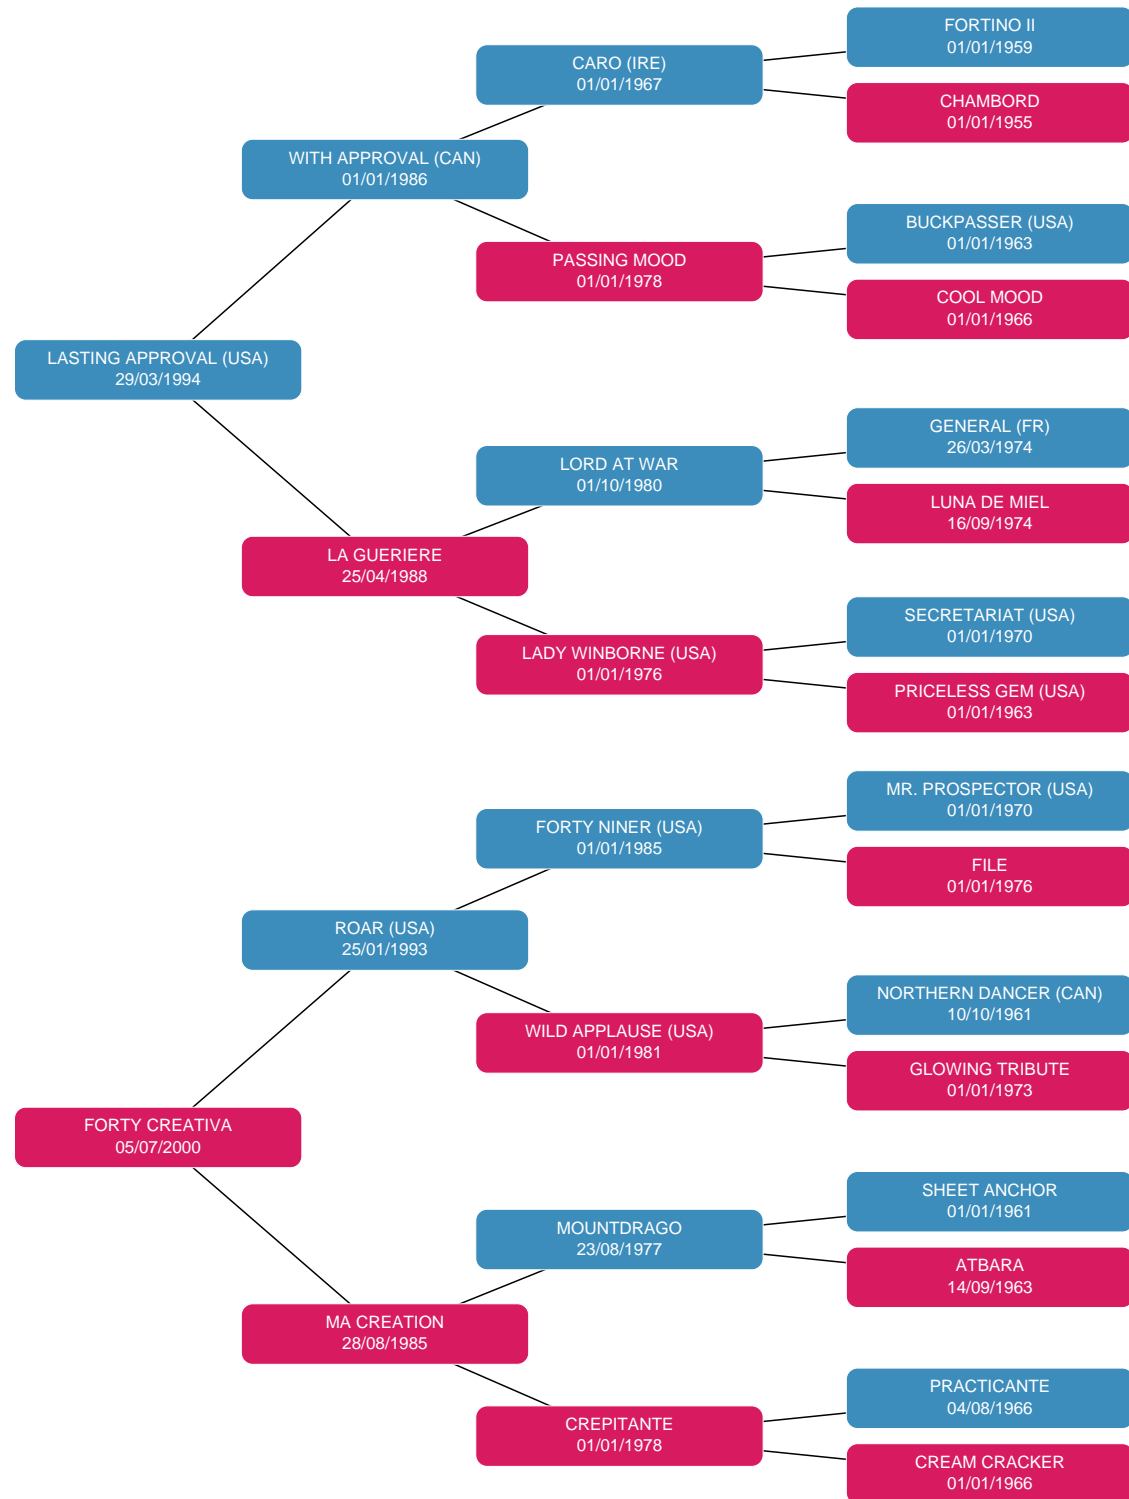 FORTINO II
01/01/1959
CARO (IRE)
01/01/1967
CHAMBORD
01/01/1955
WITH APPROVAL (CAN)
01/01/1986
BUCKPASSER (USA)
01/01/1963
PASSING MOOD
01/01/1978
COOL MOOD
01/01/1966
LASTING APPROVAL (USA)
29/03/1994
GENERAL (FR)
26/03/1974
LORD AT WAR
01/10/1980
LUNA DE MIEL
16/09/1974
LA GUERIERE
25/04/1988
SECRETARIAT (USA)
01/01/1970
LADY WINBORNE (USA)
01/01/1976
PRICELESS GEM (USA)
01/01/1963
MR. PROSPECTOR (USA)
01/01/1970
FORTY NINER (USA)
01/01/1985
FILE
01/01/1976
ROAR (USA)
25/01/1993
NORTHERN DANCER (CAN)
10/10/1961
WILD APPLAUSE (USA)
01/01/1981
GLOWING TRIBUTE
01/01/1973
FORTY CREATIVA
05/07/2000
SHEET ANCHOR
01/01/1961
MOUNTDRAGO
23/08/1977
ATBARA
14/09/1963
MA CREATION
28/08/1985
PRACTICANTE
04/08/1966
CREPITANTE
01/01/1978
CREAM CRACKER
01/01/1966